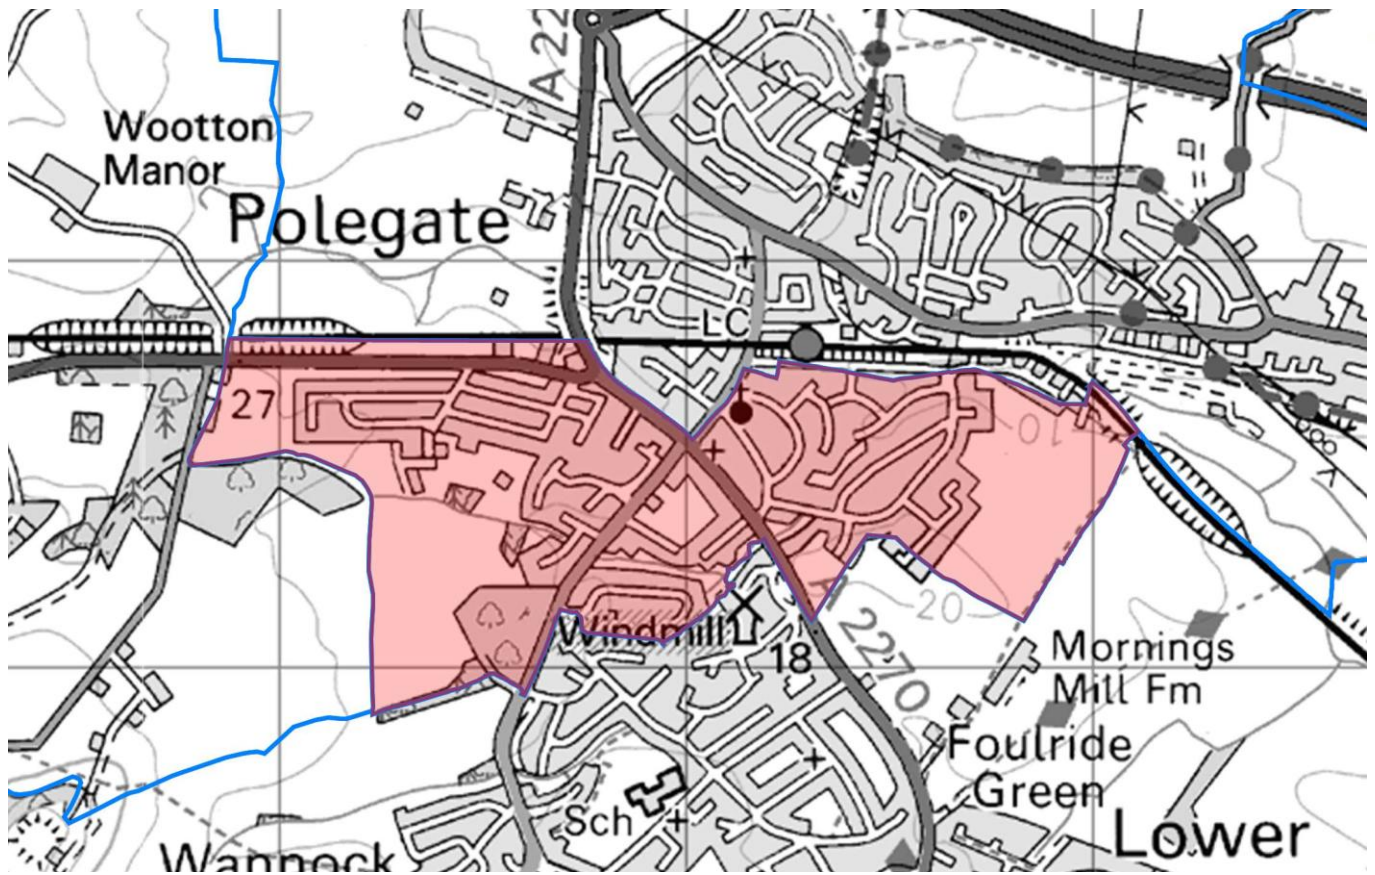 A 22
Wootton
Manor
Polegate
LC
27
10
20
Windmill
18
A 2270
Mornings
Mill Fm
Foulride
Green
Sch
Lower
Wannock